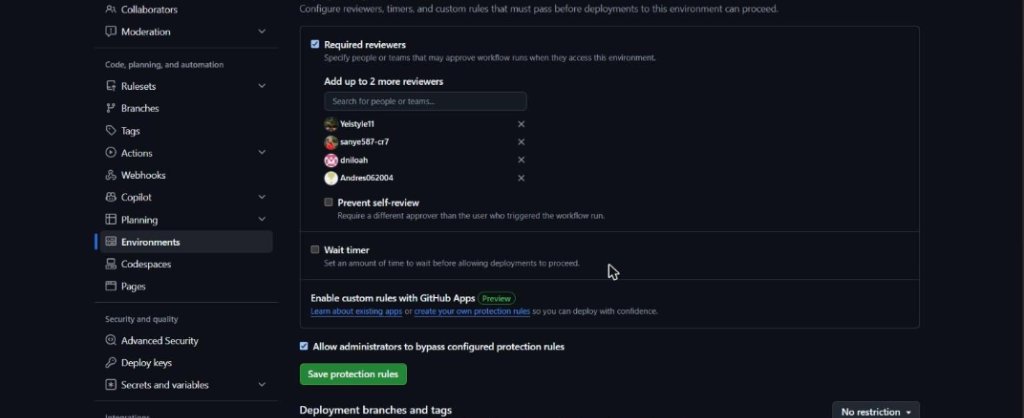 Collaborators
Configure reviewers, timers, and custom rules that must pass before deployments to this environment can proceed.
Moderation
Code, planning, and automation
Rulesets
Branches
Tags
Actions
Webhooks
Copilot
Planning
Environments
Codespaces
Pages
Security and quality
Advanced Security
Deploy keys
Secrets and variables
Integrations
Required reviewers
Specify people or teams that may approve workflow runs when they access this environment.
Add up to 2 more reviewers
Search for people or teams...
Yelstyle11
sanye587-cr7
dniloah
Andres062004
Prevent self-review
Require a different approver than the user who triggered the workflow run.
Wait timer
Set an amount of time to wait before allowing deployments to proceed.
Enable custom rules with GitHub Apps Preview
Learn about existing apps or create your own protection rules so you can deploy with confidence.
Allow administrators to bypass configured protection rules
Save protection rules
Deployment branches and tags
No restriction